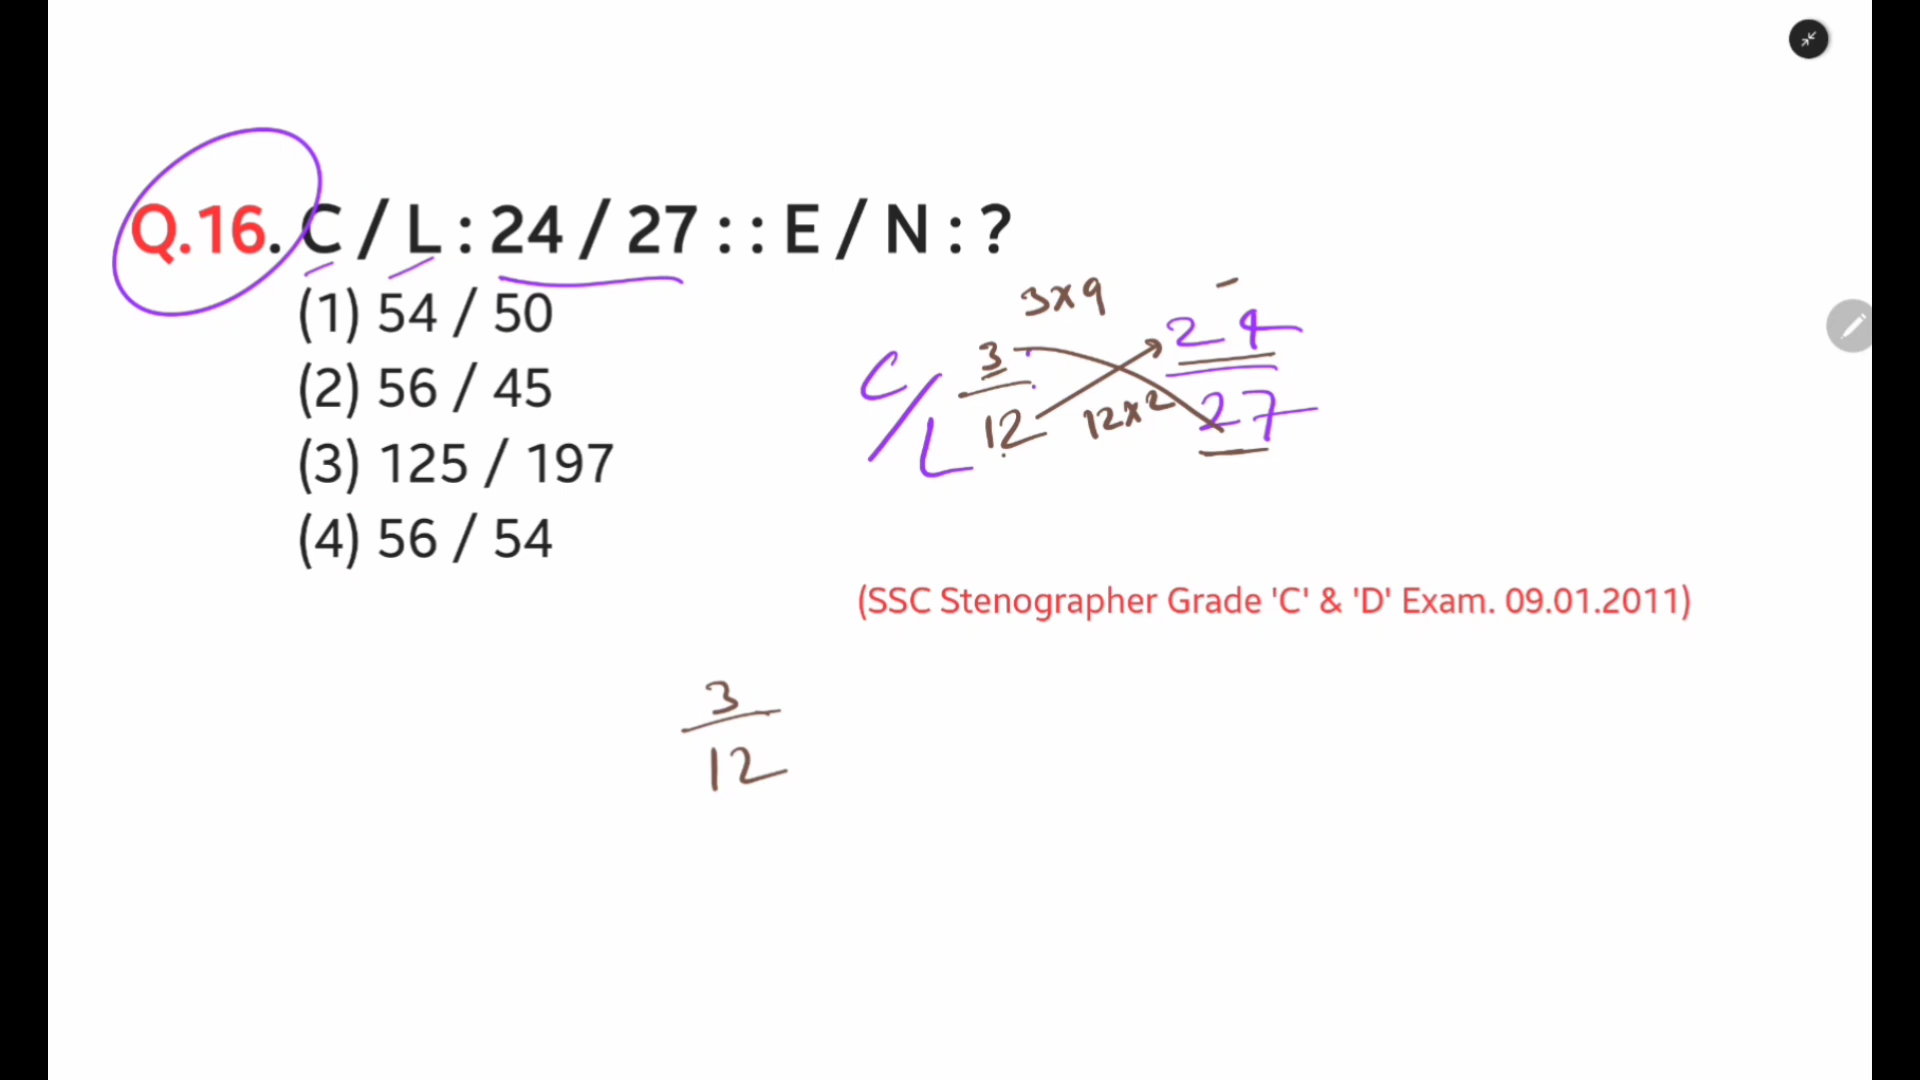 Q.16. C / L : 24 / 27 : : E / N : ?
(1) 54 / 50
(2) 56 / 45
(3) 125 / 197
(4) 56 / 54
3x9
C/L 3/12 12x2 24/27
(SSC Stenographer Grade 'C' & 'D' Exam. 09.01.2011)
3
12